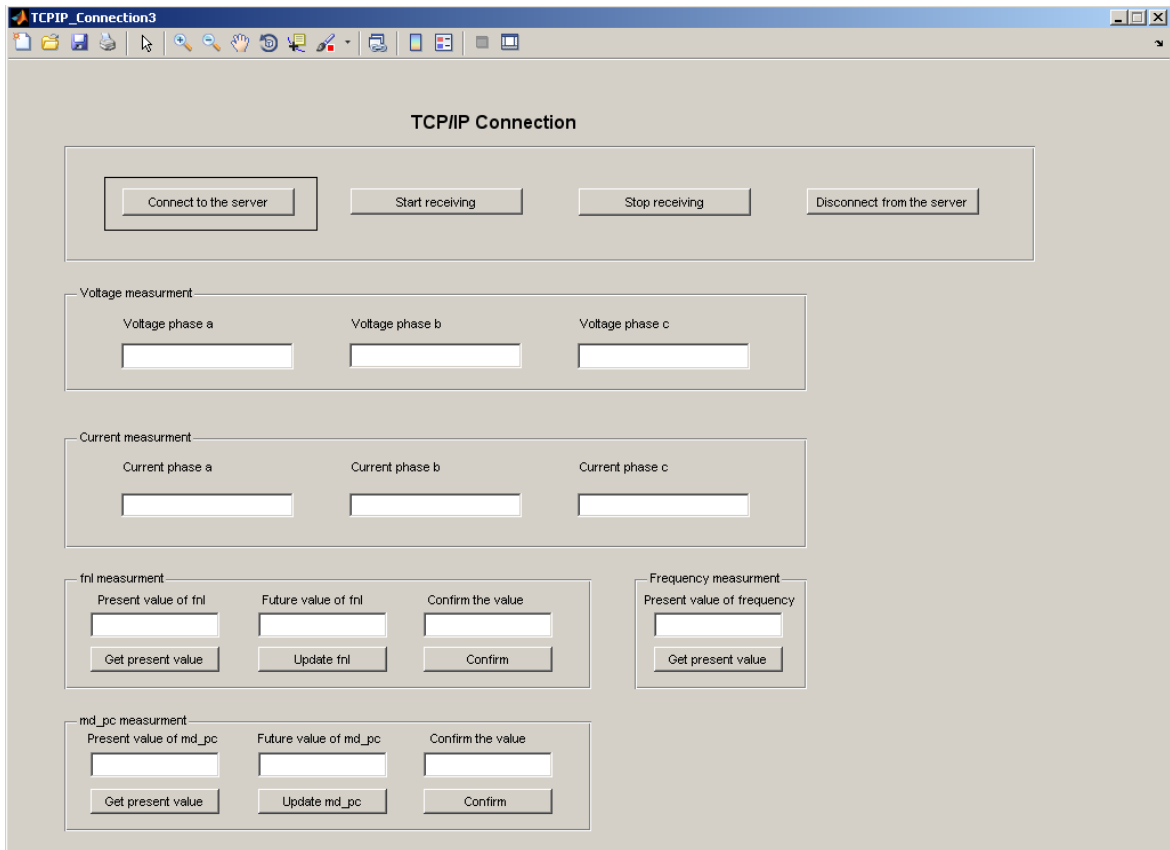 TCPIP_Connection3
TCP/IP Connection
Connect to the server
Start receiving
Stop receiving
Disconnect from the server
Voltage measurment
Voltage phase a
Voltage phase b
Voltage phase c
Current measurment
Current phase a
Current phase b
Current phase c
fnl measurment
Present value of fnl
Future value of fnl
Confirm the value
Get present value
Update fnl
Confirm
Frequency measurment
Present value of frequency
Get present value
md_pc measurment
Present value of md_pc
Future value of md_pc
Confirm the value
Get present value
Update md_pc
Confirm